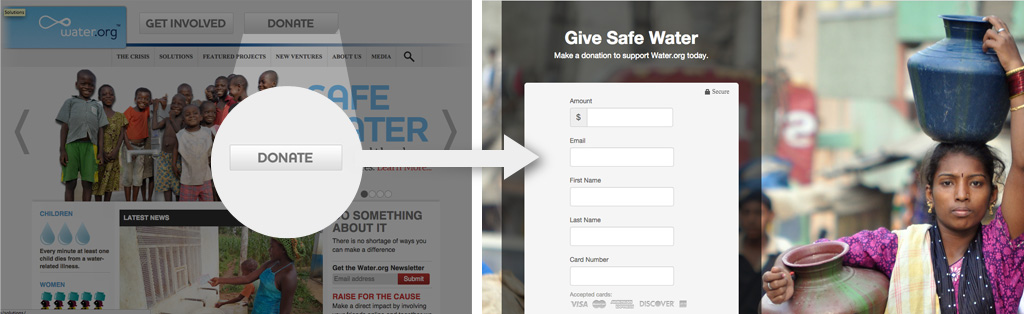 Solutions
water.org
GET INVOLVED
DONATE
THE CRISIS
SOLUTIONS
FEATURED PROJECTS
NEW VENTURES
ABOUT US
MEDIA
SAFE
WATER
Learn More...
DONATE
CHILDREN
Every minute at least one
child dies from a water-
related illness.
WOMEN
LATEST NEWS
DO SOMETHING
ABOUT IT
There is no shortage of ways you
can make a difference
Get the Water.org Newsletter
Email address
Submit
RAISE FOR THE CAUSE
Make a direct impact by involving
Give Safe Water
Make a donation to support Water.org today.
Secure
Amount
$
Email
First Name
Last Name
Card Number
Accepted cards:
VISA
DISCOVER